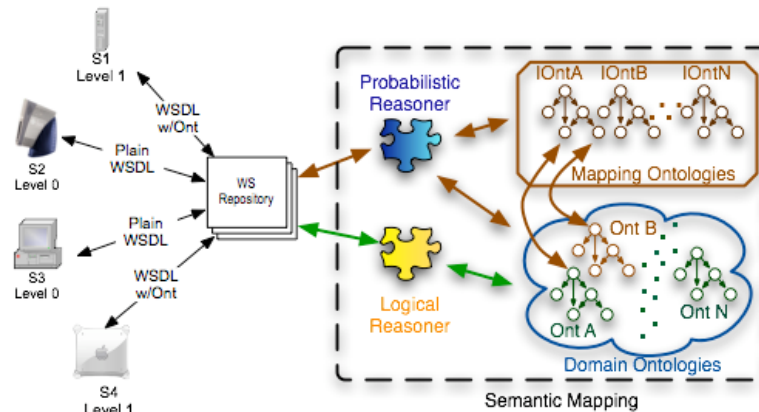 S1
Level 1
WSDL
w/Ont
S2
Level 0
Plain
WSDL
S3
Level 0
Plain
WSDL
S4
Level 1
WSDL
w/Ont
WS
Repository
Probabilistic
Reasoner
Logical
Reasoner
IOntA IOntB IOntN
Mapping Ontologies
Ont B
Ont A
Ont N
Domain Ontologies
Semantic Mapping